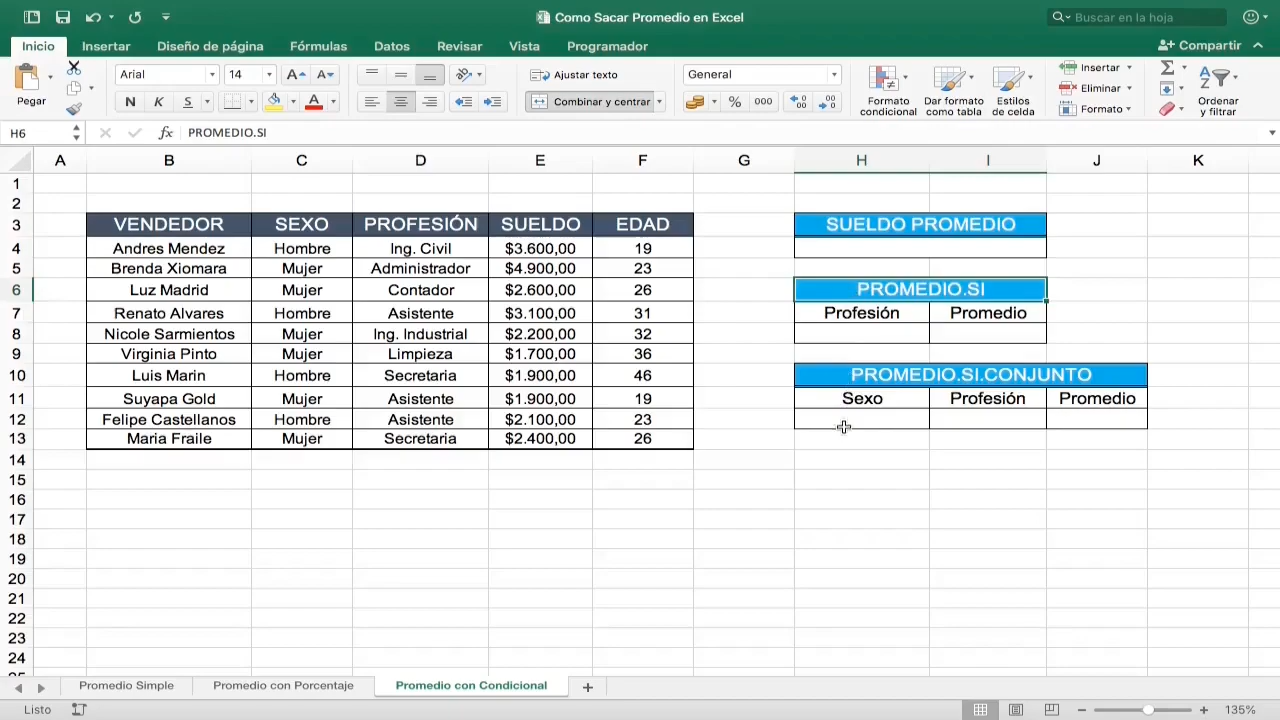 Como Sacar Promedio en Excel
Buscar en la hoja
Inicio Insertar Diseño de página Fórmulas Datos Revisar Vista Programador Compartir
Pegar
Arial 14
N K S A
Ajustar texto
Combinar y centrar
General
% 000
Formato condicional
Dar formato como tabla
Estilos de celda
Insertar
Eliminar
Formato
Ordenar y filtrar
H6 fx PROMEDIO.SI
A B C D E F G H I J K
1
2
3 VENDEDOR SEXO PROFESIÓN SUELDO EDAD SUELDO PROMEDIO
4 Andres Mendez Hombre Ing. Civil $3.600,00 19
5 Brenda Xiomara Mujer Administrador $4.900,00 23
6 Luz Madrid Mujer Contador $2.600,00 26 PROMEDIO.SI
7 Renato Alvares Hombre Asistente $3.100,00 31 Profesión Promedio
8 Nicole Sarmientos Mujer Ing. Industrial $2.200,00 32
9 Virginia Pinto Mujer Limpieza $1.700,00 36
10 Luis Marin Hombre Secretaria $1.900,00 46 PROMEDIO.SI.CONJUNTO
11 Suyapa Gold Mujer Asistente $1.900,00 19 Sexo Profesión Promedio
12 Felipe Castellanos Hombre Asistente $2.100,00 23
13 Maria Fraile Mujer Secretaria $2.400,00 26
14
15
16
17
18
19
20
21
22
23
24
Promedio Simple Promedio con Porcentaje Promedio con Condicional +
Listo 135%